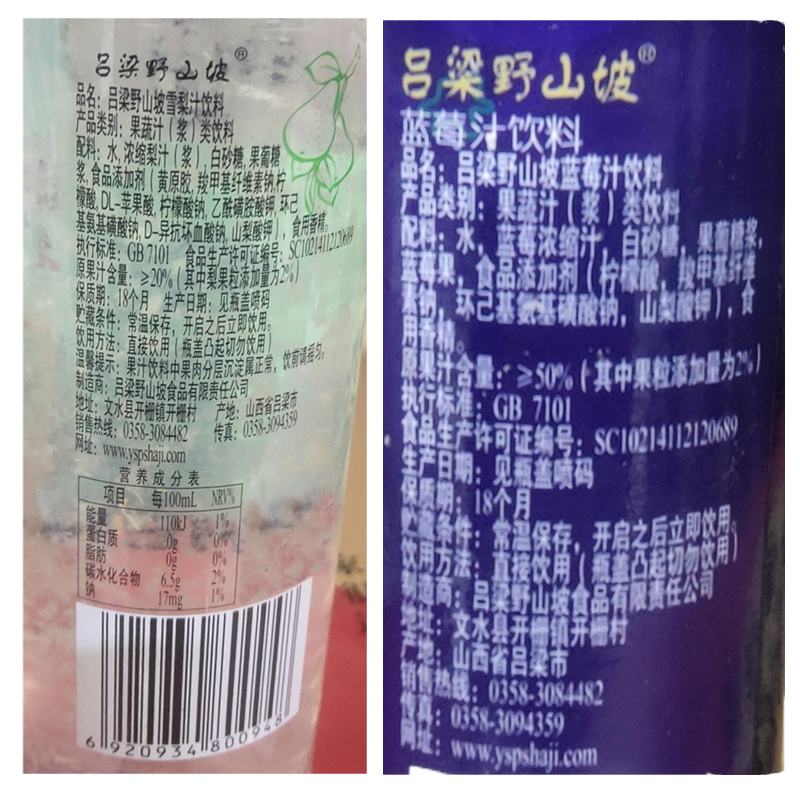 吕梁野山坡®
品名：吕梁野山坡雪梨汁饮料
产品类别：果蔬汁（浆）类饮料
配料：水，浓缩梨汁（浆），白砂糖，果葡糖
浆，食品添加剂（黄原胶，羧甲基纤维素钠，柠
檬酸，DL-苹果酸，柠檬酸钠，乙酰磺胺酸钾，环己
基氨基磺酸钠，D-异抗坏血酸钠，山梨酸钾），食用香精。
执行标准：GB 7101 食品生产许可证编号：SC10214112120689
原果汁含量：≥20%（其中梨果粒添加量为2%）
保质期：18个月 生产日期：见瓶盖喷码
贮藏条件：常温保存，开启之后立即饮用。
饮用方法：直接饮用（瓶盖凸起切勿饮用）
温馨提示：果汁饮料中果肉分层沉淀属正常，饮前请摇匀。
制造商：吕梁野山坡食品有限责任公司
地址：文水县开栅镇开栅村 产地：山西省吕梁市
销售热线：0358-3084482 传真：0358-3094359
网址：www.yspshaji.com
营养成分表
项目 每100mL NRV%
能量 110kJ 1%
蛋白质 0g 0%
脂肪 0g 0%
碳水化合物 6.5g 2%
钠 17mg 1%
6 920934 800948
吕梁野山坡®
蓝莓汁饮料
品名：吕梁野山坡蓝莓汁饮料
产品类别：果蔬汁（浆）类饮料
配料：水，蓝莓浓缩汁，白砂糖，果葡糖浆，
蓝莓果，食品添加剂（柠檬酸，羧甲基纤维
素钠，环己基氨基磺酸钠，山梨酸钾），食
用香精。
原果汁含量：≥50%（其中果粒添加量为2%）
执行标准：GB 7101
食品生产许可证编号：SC10214112120689
生产日期：见瓶盖喷码
保质期：18个月
贮藏条件：常温保存，开启之后立即饮用。
饮用方法：直接饮用（瓶盖凸起切勿饮用）
制造商：吕梁野山坡食品有限责任公司
地址：文水县开栅镇开栅村
产地：山西省吕梁市
销售热线：0358-3084482
传真：0358-3094359
网址：www.yspshaji.com